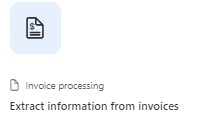 Invoice processing
Extract information from invoices